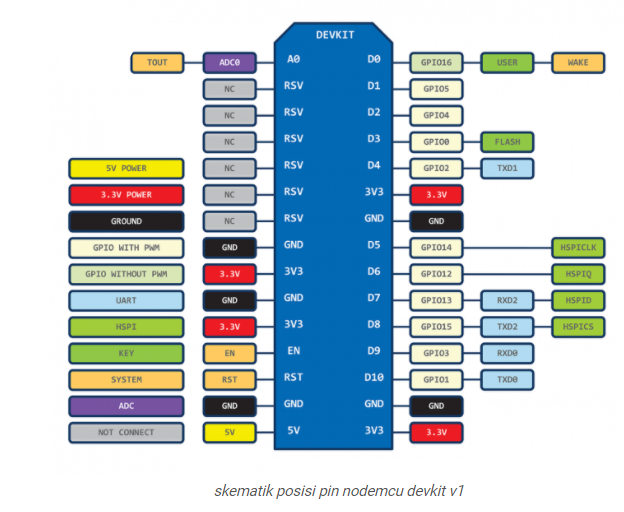 DEVKIT
TOUT ADC0 A0 D0 GPIO16 USER WAKE
NC RSV D1 GPIO5
NC RSV D2 GPIO4
NC RSV D3 GPIO0 FLASH
5V POWER NC RSV D4 GPIO2 TXD1
3.3V POWER NC RSV 3V3 3.3V
GROUND NC RSV GND GND
GPIO WITH PWM GND GND D5 GPIO14 HSPICLK
GPIO WITHOUT PWM 3.3V 3V3 D6 GPIO12 HSPIQ
UART GND GND D7 GPIO13 RXD2 HSPID
HSPI 3.3V 3V3 D8 GPIO15 TXD2 HSPICS
KEY EN EN D9 GPIO3 RXD0
SYSTEM RST RST D10 GPIO1 TXD0
ADC GND GND GND GND
NOT CONNECT 5V 5V 3V3 3.3V
skematik posisi pin nodemcu devkit v1